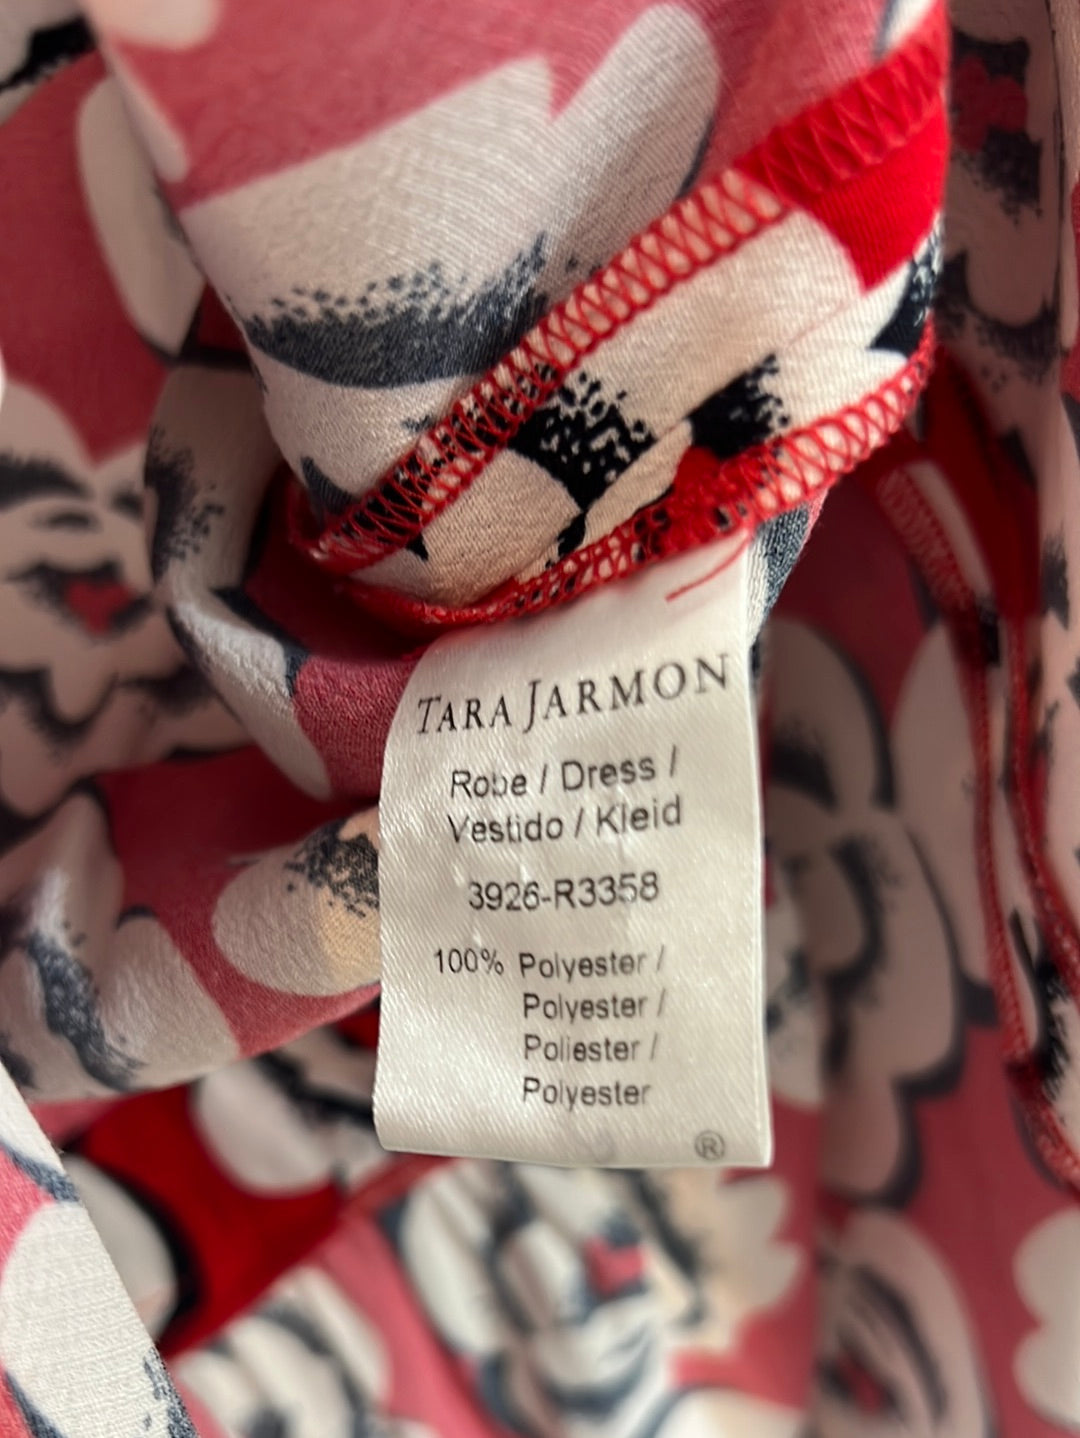 TARA JARMON
Robe / Dress /
Vestido / Kleid
3926-R3358
100% Polyester /
Polyester /
Poliester /
Polyester
®